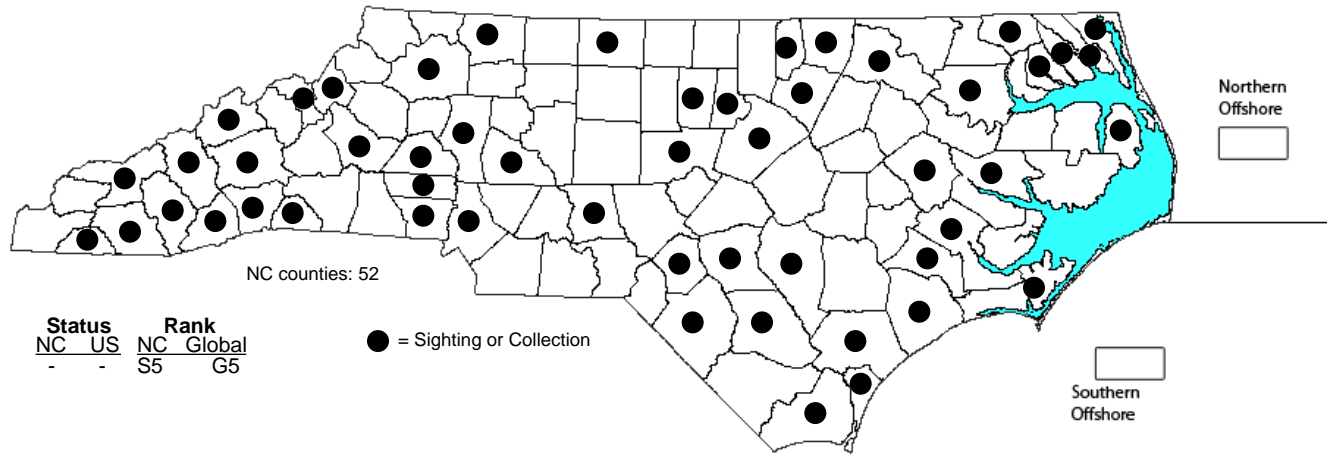 Northern
Offshore
NC counties: 52
Status Rank
NC US NC Global
- - S5 G5
= Sighting or Collection
Southern
Offshore